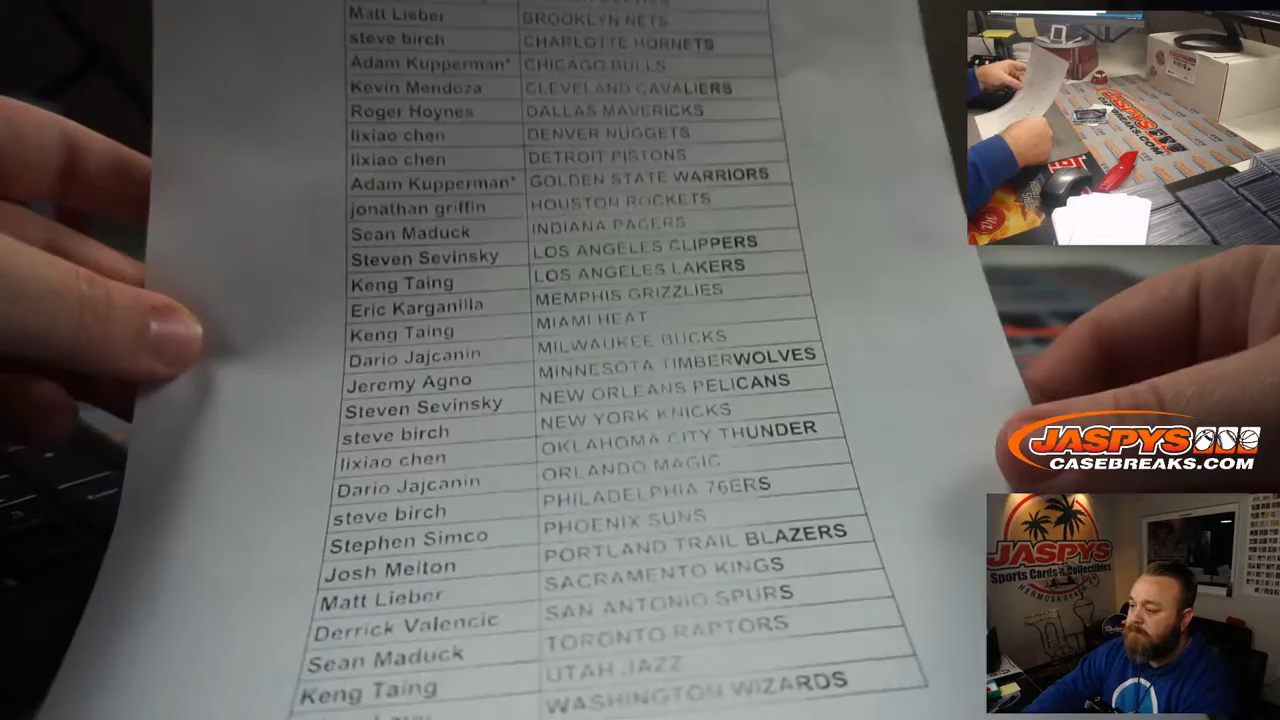 Matt Lieber BROOKLYN NETS
steve birch CHARLOTTE HORNETS
Adam Kupperman* CHICAGO BULLS
Kevin Mendoza CLEVELAND CAVALIERS
Roger Hoynes DALLAS MAVERICKS
lixiao chen DENVER NUGGETS
lixiao chen DETROIT PISTONS
Adam Kupperman* GOLDEN STATE WARRIORS
jonathan griffin HOUSTON ROCKETS
Sean Maduck INDIANA PACERS
Steven Sevinsky LOS ANGELES CLIPPERS
Keng Taing LOS ANGELES LAKERS
Eric Karganilla MEMPHIS GRIZZLIES
Keng Taing MIAMI HEAT
Dario Jajcanin MILWAUKEE BUCKS
Jeremy Agno MINNESOTA TIMBERWOLVES
Steven Sevinsky NEW ORLEANS PELICANS
steve birch NEW YORK KNICKS
lixiao chen OKLAHOMA CITY THUNDER
Dario Jajcanin ORLANDO MAGIC
steve birch PHILADELPHIA 76ERS
Stephen Simco PHOENIX SUNS
Josh Melton PORTLAND TRAIL BLAZERS
Matt Lieber SACRAMENTO KINGS
Derrick Valencic SAN ANTONIO SPURS
Sean Maduck TORONTO RAPTORS
Keng Taing UTAH JAZZ
WASHINGTON WIZARDS
CASEBREAKS.COM
JASPYS
CASEBREAKS.COM
JASPYS
Sports Cards & Collectibles
HERMOSA BEACH